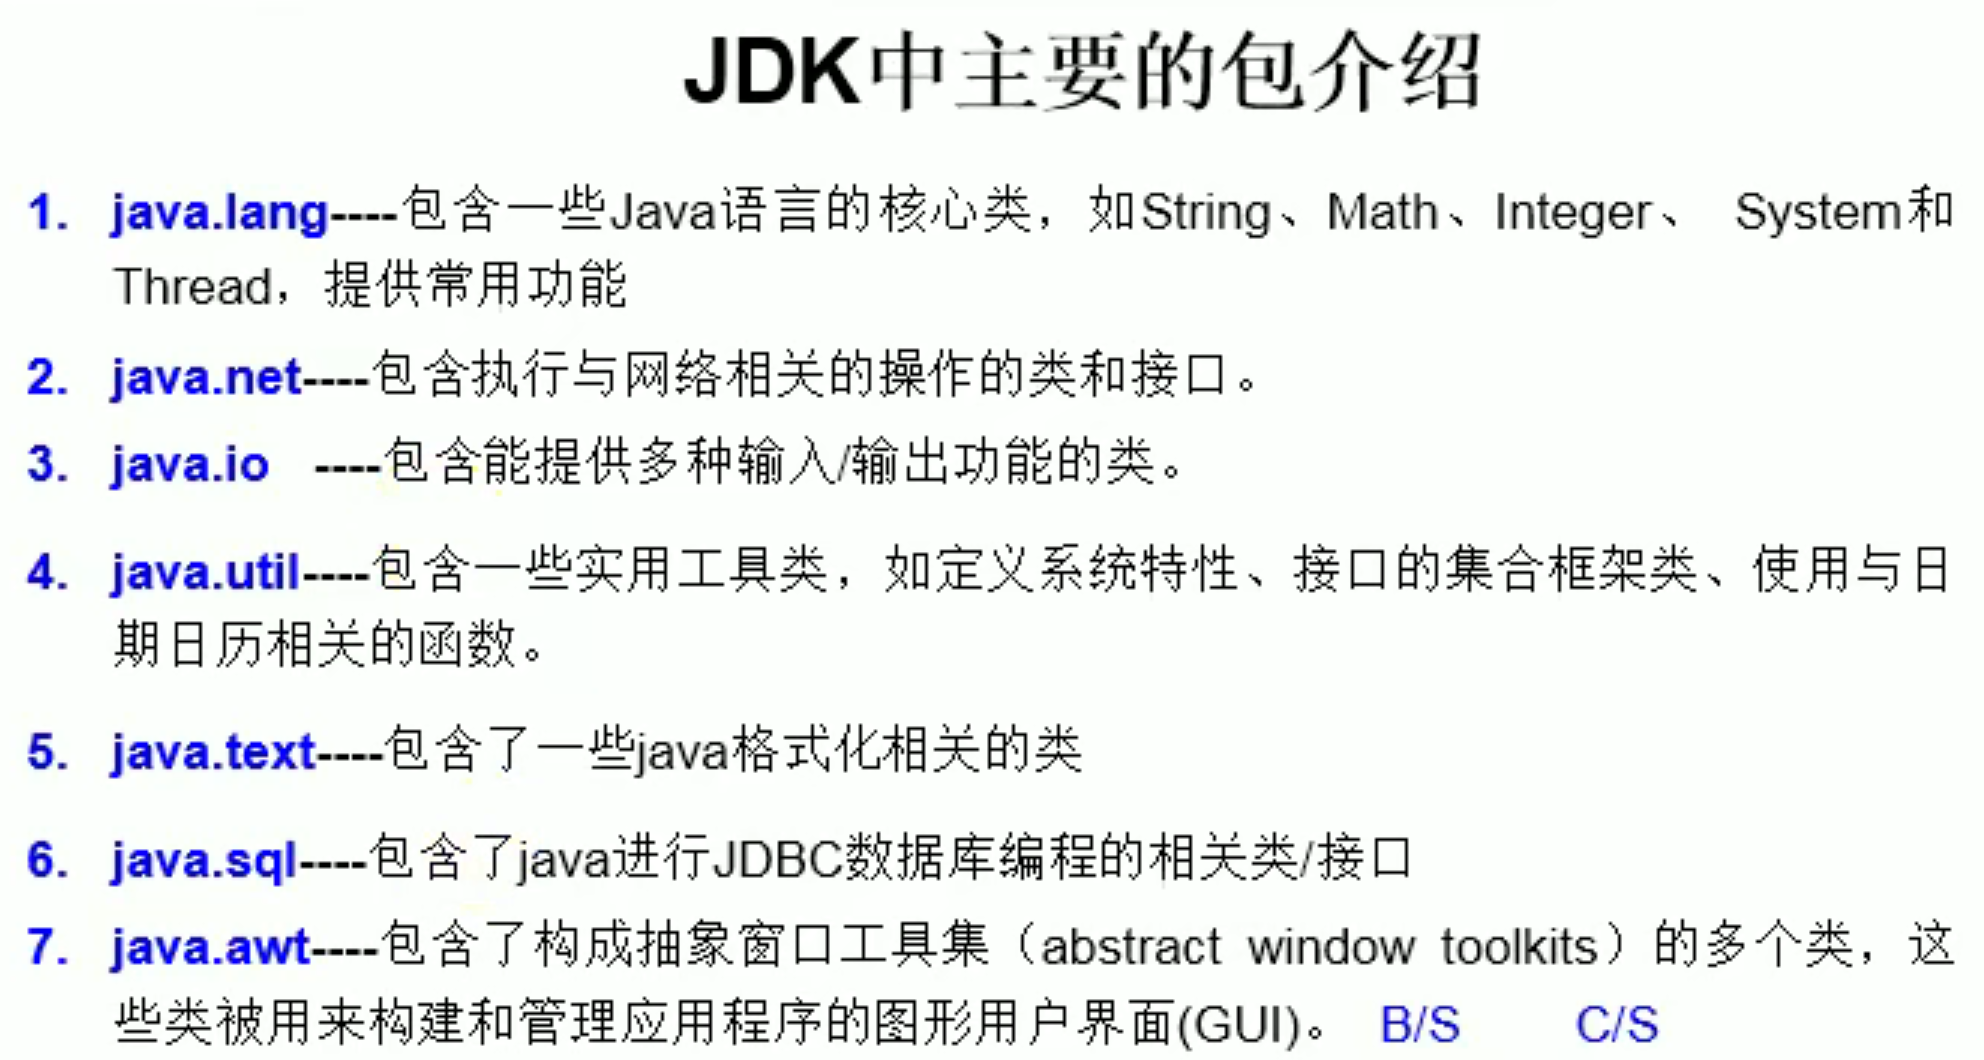 JDK中主要的包介绍
1. java.lang----包含一些Java语言的核心类，如String、Math、Integer、 System和
Thread，提供常用功能
2. java.net----包含执行与网络相关的操作的类和接口。
3. java.io ----包含能提供多种输入/输出功能的类。
4. java.util----包含一些实用工具类，如定义系统特性、接口的集合框架类、使用与日
期日历相关的函数。
5. java.text----包含了一些java格式化相关的类
6. java.sql----包含了java进行JDBC数据库编程的相关类/接口
7. java.awt----包含了构成抽象窗口工具集（abstract window toolkits）的多个类，这
些类被用来构建和管理应用程序的图形用户界面(GUI)。 B/S C/S